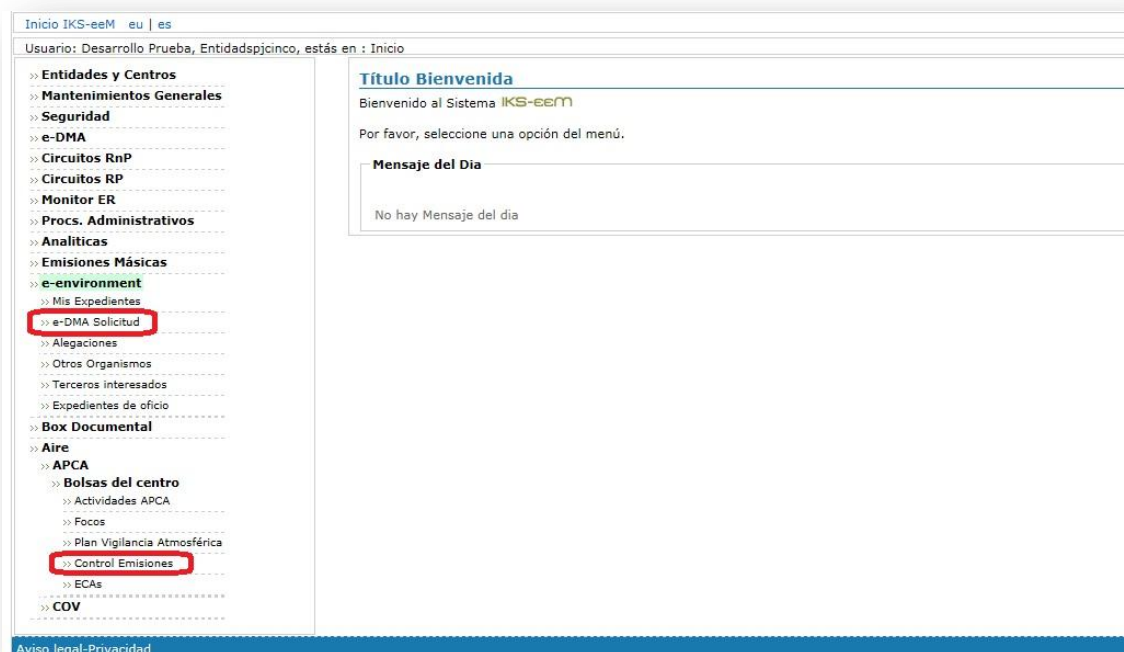 Inicio IKS-eeM eu | es
Usuario: Desarrollo Prueba, Entidadspjcinco, estás en : Inicio
» Entidades y Centros
» Mantenimientos Generales
» Seguridad
» e-DMA
» Circuitos RnP
» Circuitos RP
» Monitor ER
» Procs. Administrativos
» Analiticas
» Emisiones Másicas
» e-environment
» Mis Expedientes
» e-DMA Solicitud
» Alegaciones
» Otros Organismos
» Terceros interesados
» Expedientes de oficio
» Box Documental
» Aire
» APCA
» Bolsas del centro
» Actividades APCA
» Focos
» Plan Vigilancia Atmosférica
» Control Emisiones
» ECAs
» COV
Título Bienvenida
Bienvenido al Sistema IKS-eem
Por favor, seleccione una opción del menú.
Mensaje del Dia
No hay Mensaje del dia
Aviso legal-Privacidad